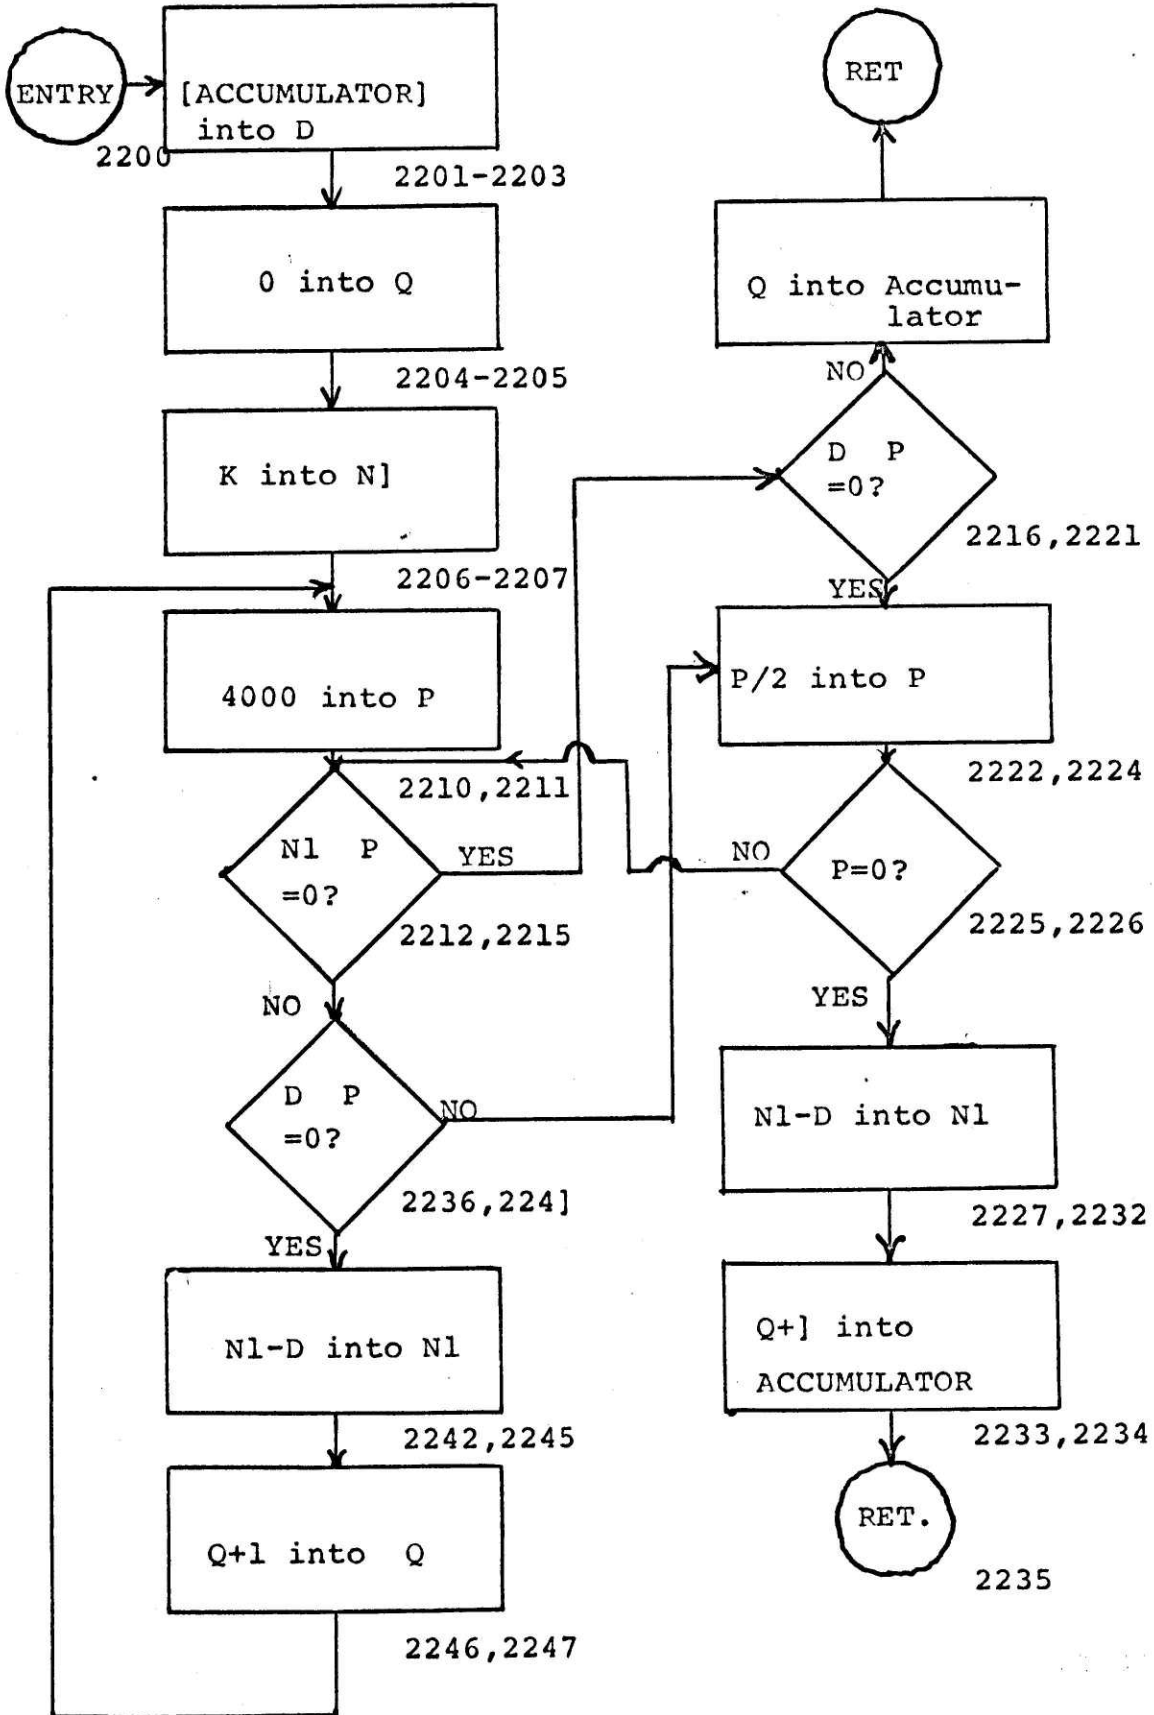 ENTRY
[ACCUMULATOR]
into D
2200
2201-2203
0 into Q
2204-2205
K into N]
2206-2207
4000 into P
2210,2211
N1 P
=0?
YES
2212,2215
NO
D P
=0?
NO
2236,224]
YES
N1-D into N1
2242,2245
Q+1 into Q
2246,2247
RET
Q into Accumu-
lator
NO
D P
=0?
2216,2221
YES
P/2 into P
2222,2224
NO
P=0?
2225,2226
YES
N1-D into N1
2227,2232
Q+] into
ACCUMULATOR
2233,2234
RET.
2235